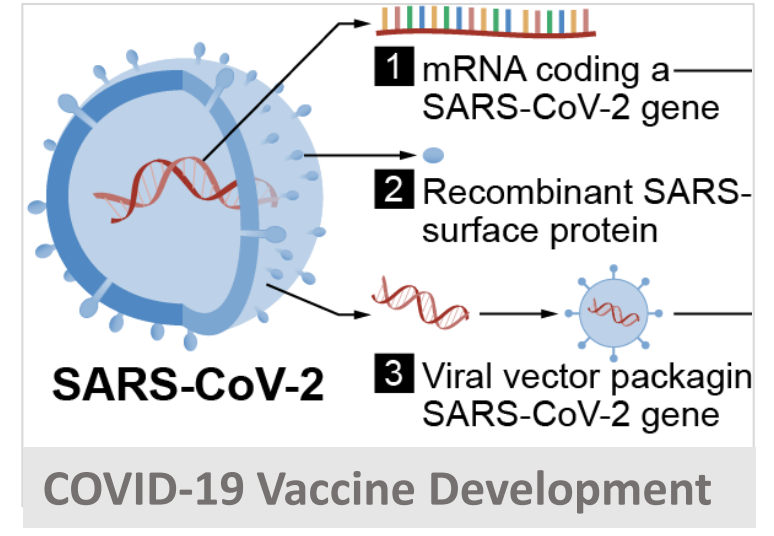 1 mRNA coding a
SARS-CoV-2 gene
2 Recombinant SARS-
surface protein
3 Viral vector packagin
SARS-CoV-2 gene
SARS-CoV-2
COVID-19 Vaccine Development